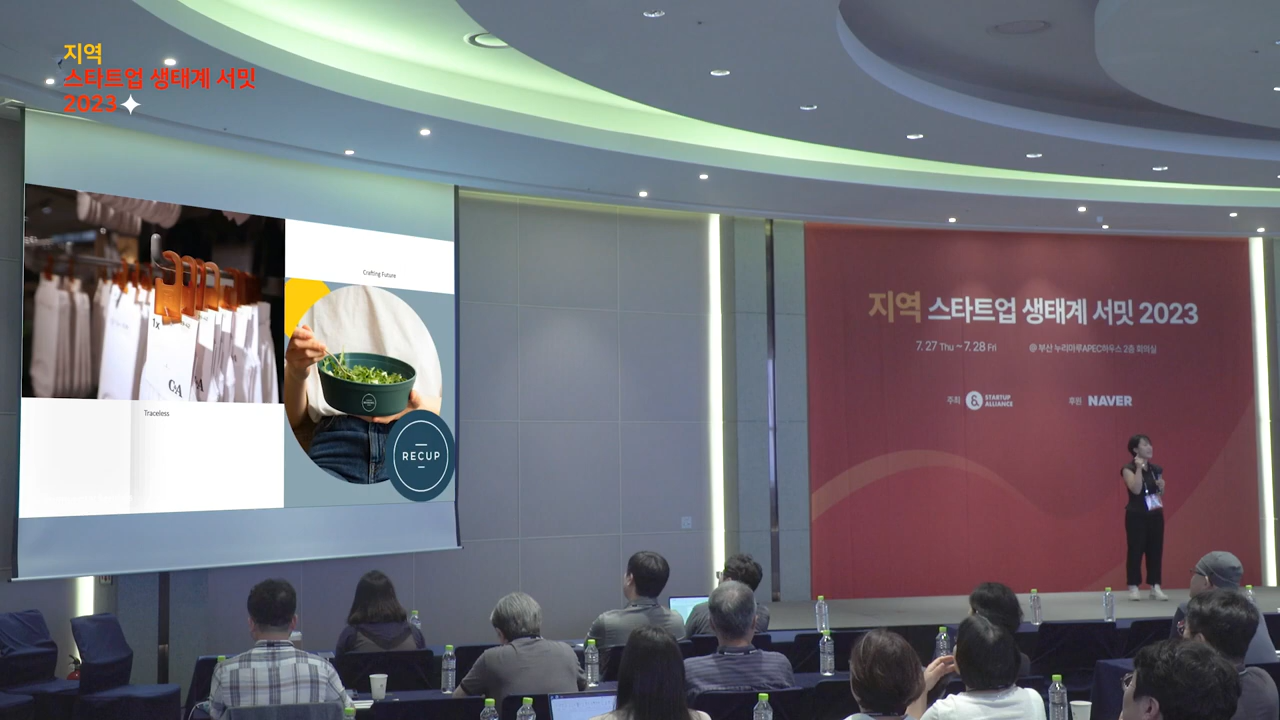 지역
스타트업 생태계 서밋
2023
Crafting Future
1x
C&A
Traceless
RECUP
지역 스타트업 생태계 서밋 2023
7.27 Thu ~ 7.28 Fri
@ 부산 누리마루APEC하우스 2층 회의실
주최 & STARTUP ALLIANCE
후원 NAVER